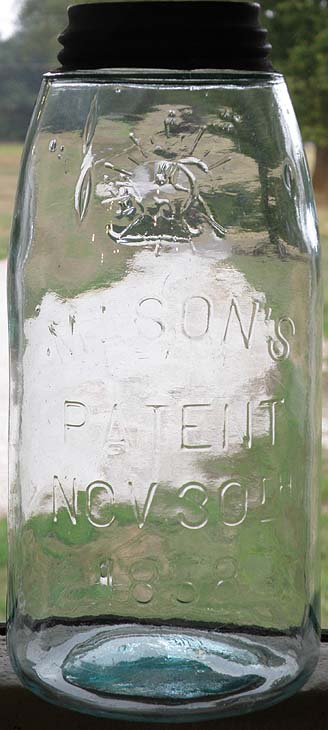 MASON'S
PATENT
NOV 30TH
1858